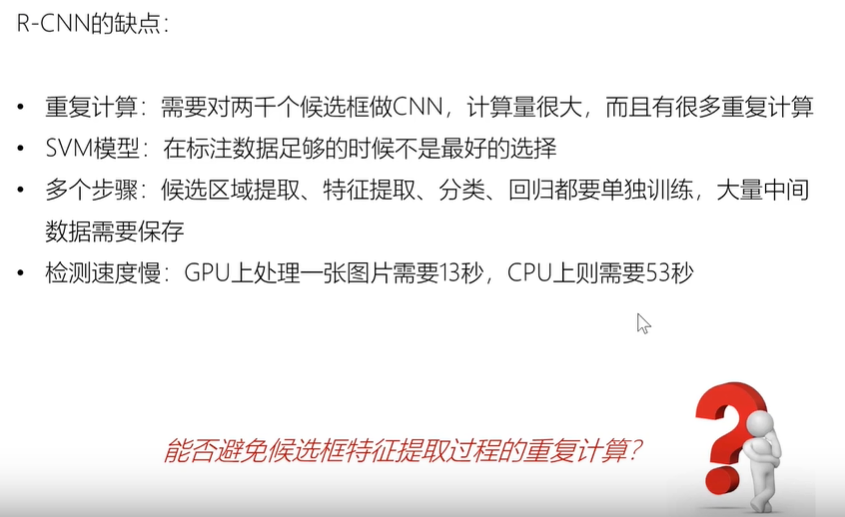 R-CNN的缺点：
• 重复计算：需要对两千个候选框做CNN，计算量很大，而且有很多重复计算
• SVM模型：在标注数据足够的时候不是最好的选择
• 多个步骤：候选区域提取、特征提取、分类、回归都要单独训练，大量中间
数据需要保存
• 检测速度慢：GPU上处理一张图片需要13秒，CPU上则需要53秒
能否避免候选框特征提取过程的重复计算？